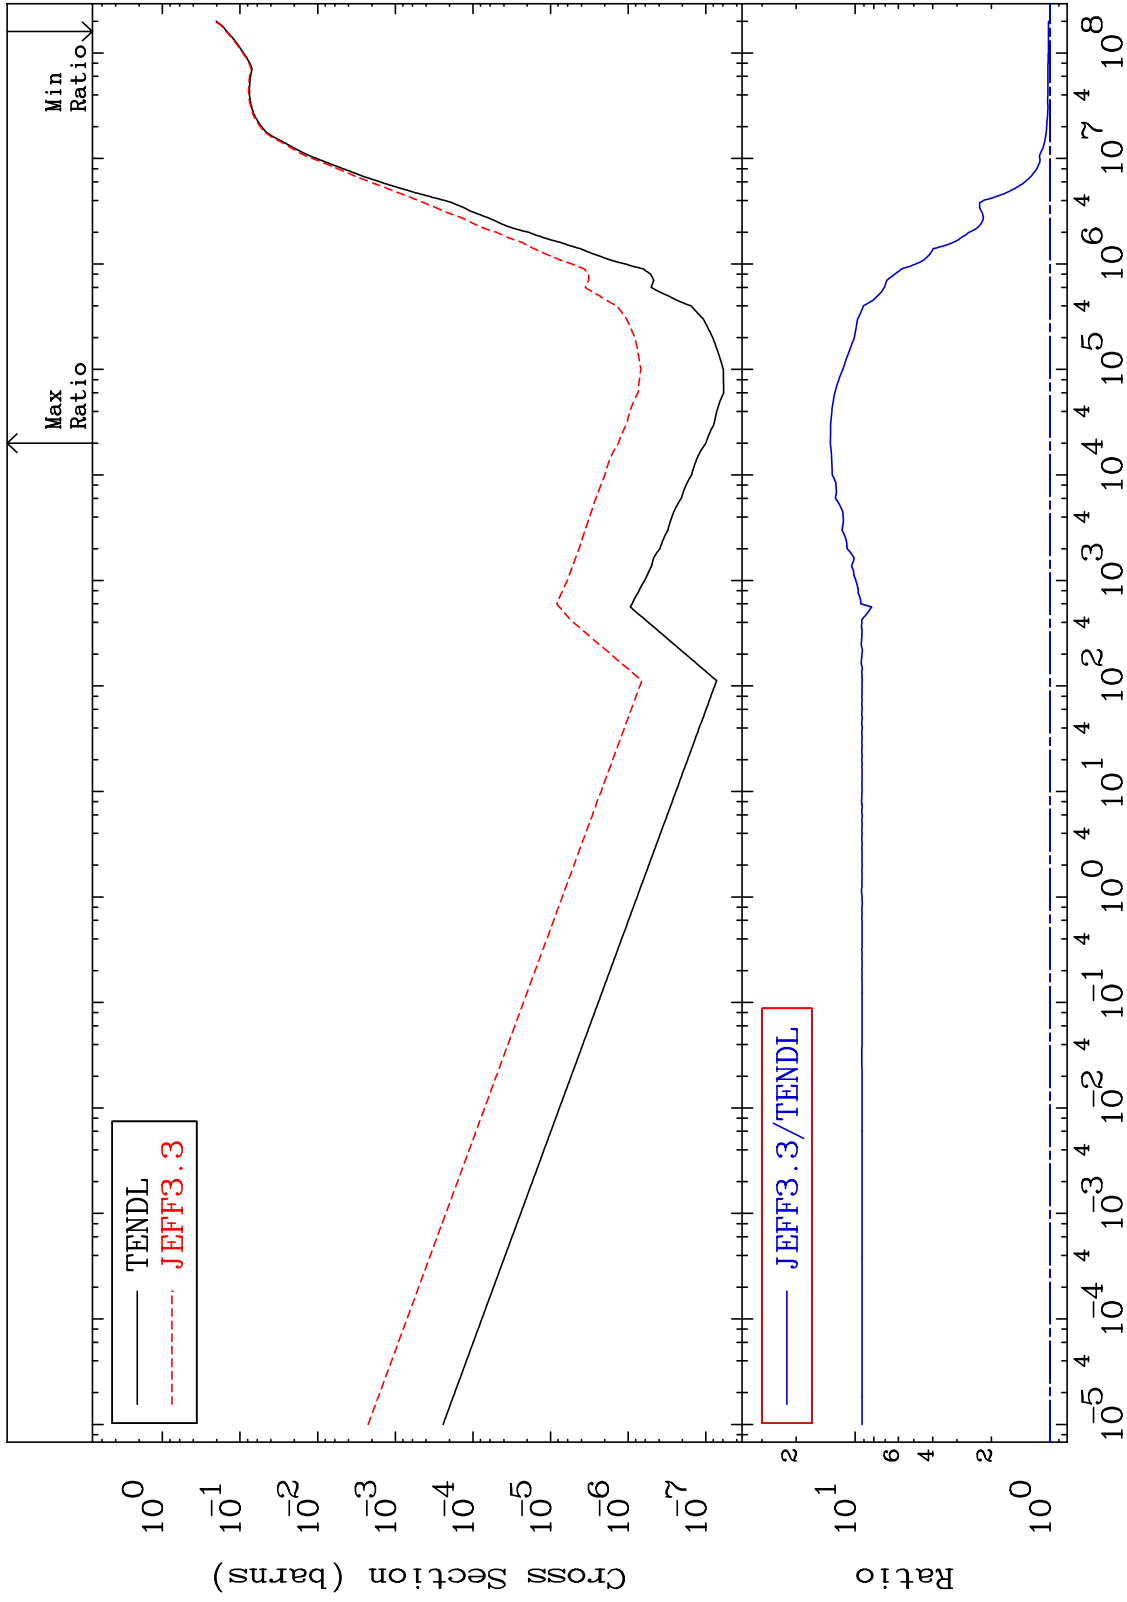 Max
Ratio
Min
Ratio
TENDL
JEFF3.3
Cross Section (barns)
10^0
10^-1
10^-2
10^-3
10^-4
10^-5
10^-6
10^-7
JEFF3.3/TENDL
Ratio
2
10^1
6
4
2
10^0
10^-5 4 10^-4 4 10^-3 4 10^-2 4 10^-1 4 10^0 4 10^1 4 10^2 4 10^3 4 10^4 4 10^5 4 10^6 4 10^7 4 10^8